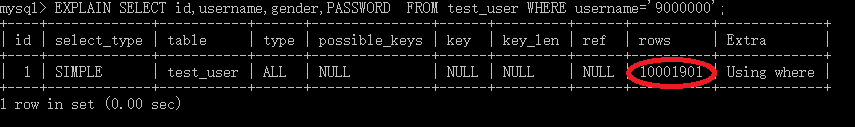 mysql> EXPLAIN SELECT id,username,gender,PASSWORD  FROM test_user WHERE username='9000000';
| id | select_type | table | type | possible_keys | key | key_len | ref | rows | Extra |
| 1 | SIMPLE | test_user | ALL | NULL | NULL | NULL | NULL | 10001901 | Using where |
1 row in set (0.00 sec)